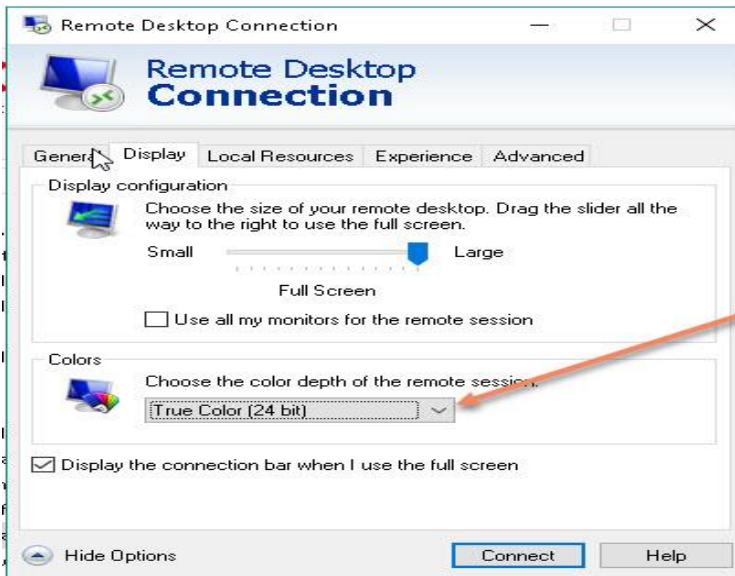 Remote Desktop Connection
Remote Desktop
Connection
General Display Local Resources Experience Advanced
Display configuration
Choose the size of your remote desktop. Drag the slider all the
way to the right to use the full screen.
Small Large
Full Screen
Use all my monitors for the remote session
Colors
Choose the color depth of the remote session.
True Color (24 bit)
Display the connection bar when I use the full screen
Hide Options Connect Help